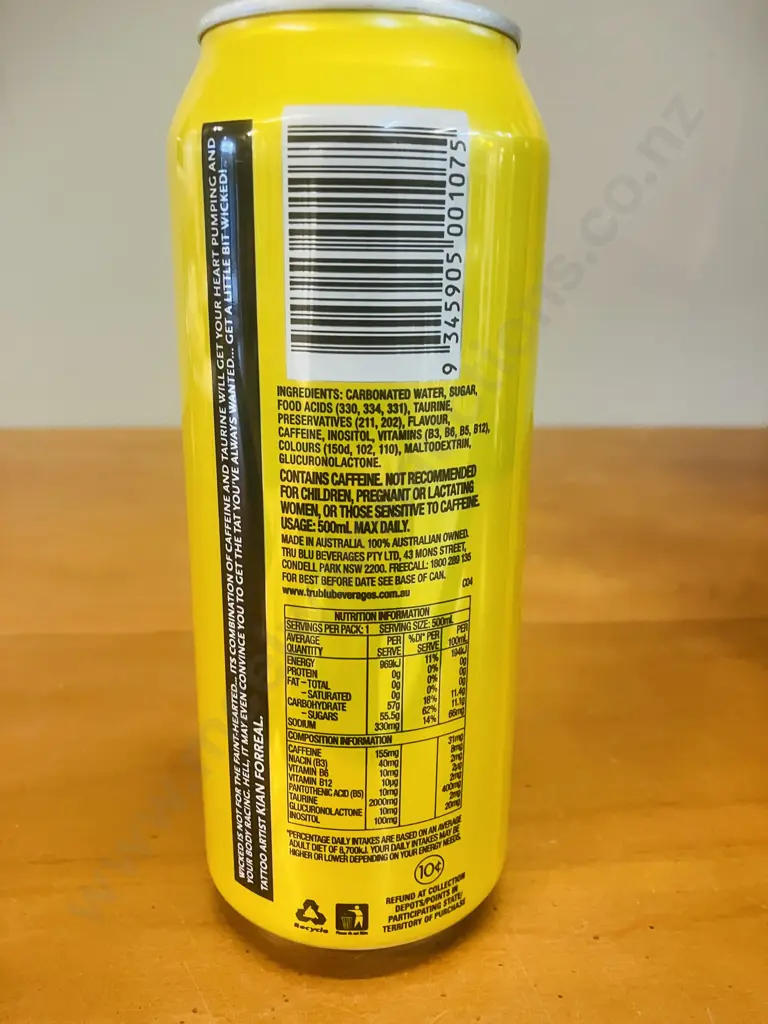 WICKED IS NOT FOR THE FAINT-HEARTED... ITS COMBINATION OF CAFFEINE AND TAURINE WILL GET YOUR HEART PUMPING AND
YOUR BODY RACING. HELL, IT MAY EVEN CONVINCE YOU TO GET THE TAT YOU'VE ALWAYS WANTED... GET A LITTLE BIT WICKED!
TATTOO ARTIST KIAN FORREAL.
9 345905 001075
INGREDIENTS: CARBONATED WATER, SUGAR,
FOOD ACIDS (330, 334, 331), TAURINE,
PRESERVATIVES (211, 202), FLAVOUR,
CAFFEINE, INOSITOL, VITAMINS (B3, B6, B5, B12),
COLOURS (150d, 102, 110), MALTODEXTRIN,
GLUCURONOLACTONE.
CONTAINS CAFFEINE. NOT RECOMMENDED
FOR CHILDREN, PREGNANT OR LACTATING
WOMEN, OR THOSE SENSITIVE TO CAFFEINE.
USAGE: 500mL MAX DAILY.
MADE IN AUSTRALIA. 100% AUSTRALIAN OWNED.
TRU BLU BEVERAGES PTY LTD, 43 MONS STREET,
CONDELL PARK NSW 2200. FREECALL: 1800 289 135
FOR BEST BEFORE DATE SEE BASE OF CAN.
www.trublubeverages.com.au C04
NUTRITION INFORMATION
SERVINGS PER PACK: 1 SERVING SIZE: 500mL
AVERAGE QUANTITY PER SERVE %DI* PER SERVE PER 100mL
ENERGY 969kJ 11% 194kJ
PROTEIN 0g 0% 0g
FAT - TOTAL 0g 0% 0g
- SATURATED 0g 0% 0g
CARBOHYDRATE 57g 18% 11.4g
- SUGARS 55.5g 62% 11.1g
SODIUM 330mg 14% 66mg
COMPOSITION INFORMATION
CAFFEINE 155mg 31mg
NIACIN (B3) 40mg 8mg
VITAMIN B6 10mg 2mg
VITAMIN B12 10µg 2µg
PANTOTHENIC ACID (B5) 10mg 2mg
TAURINE 2000mg 400mg
GLUCURONOLACTONE 10mg 2mg
INOSITOL 100mg 20mg
*PERCENTAGE DAILY INTAKES ARE BASED ON AN AVERAGE
ADULT DIET OF 8,700kJ. YOUR DAILY INTAKES MAY BE
HIGHER OR LOWER DEPENDING ON YOUR ENERGY NEEDS.
10¢
REFUND AT COLLECTION
DEPOTS/POINTS IN
PARTICIPATING STATE/
TERRITORY OF PURCHASE
Recycle